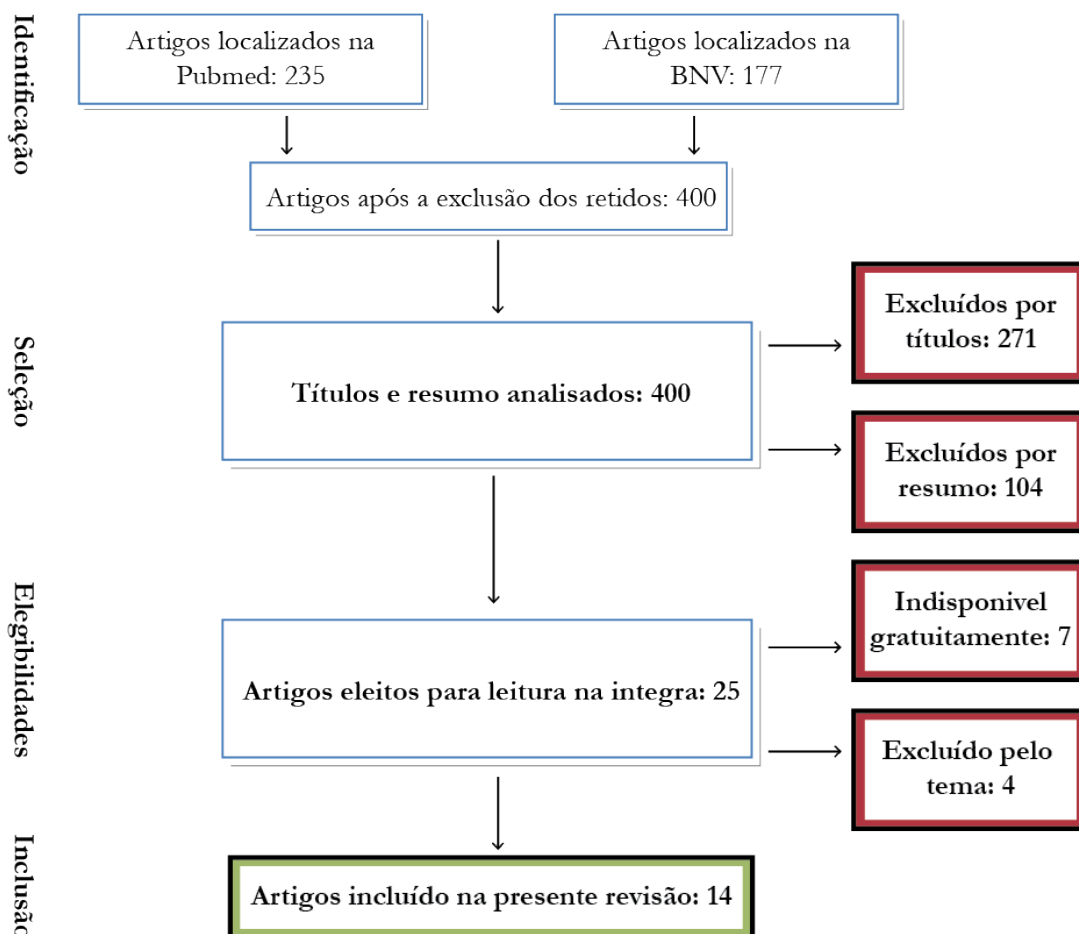 Identificação
Artigos localizados na
Pubmed: 235
Artigos localizados na
BNV: 177
Artigos após a exclusão dos retidos: 400
Seleção
Títulos e resumo analisados: 400
Excluídos por
títulos: 271
Excluídos por
resumo: 104
Elegibilidades
Artigos eleitos para leitura na integra: 25
Indisponivel
gratuitamente: 7
Excluído pelo
tema: 4
Inclusão
Artigos incluído na presente revisão: 14